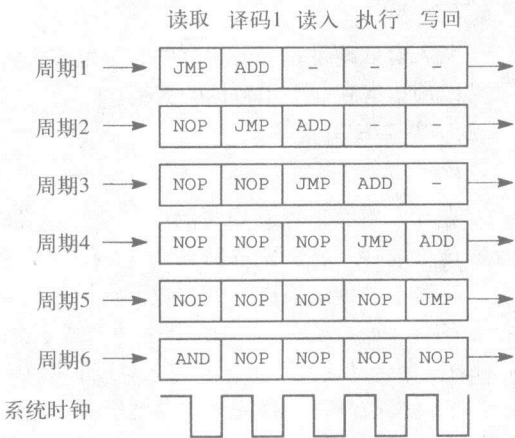 读取 译码1 读入 执行 写回
周期1 JMP ADD - - -
周期2 NOP JMP ADD - -
周期3 NOP NOP JMP ADD -
周期4 NOP NOP NOP JMP ADD
周期5 NOP NOP NOP NOP JMP
周期6 AND NOP NOP NOP NOP
系统时钟